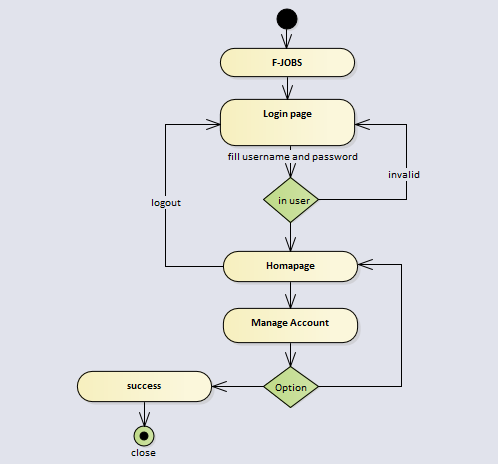 F-JOBS
Login page
fill username and password
invalid
in user
logout
Homapage
Manage Account
success
Option
close